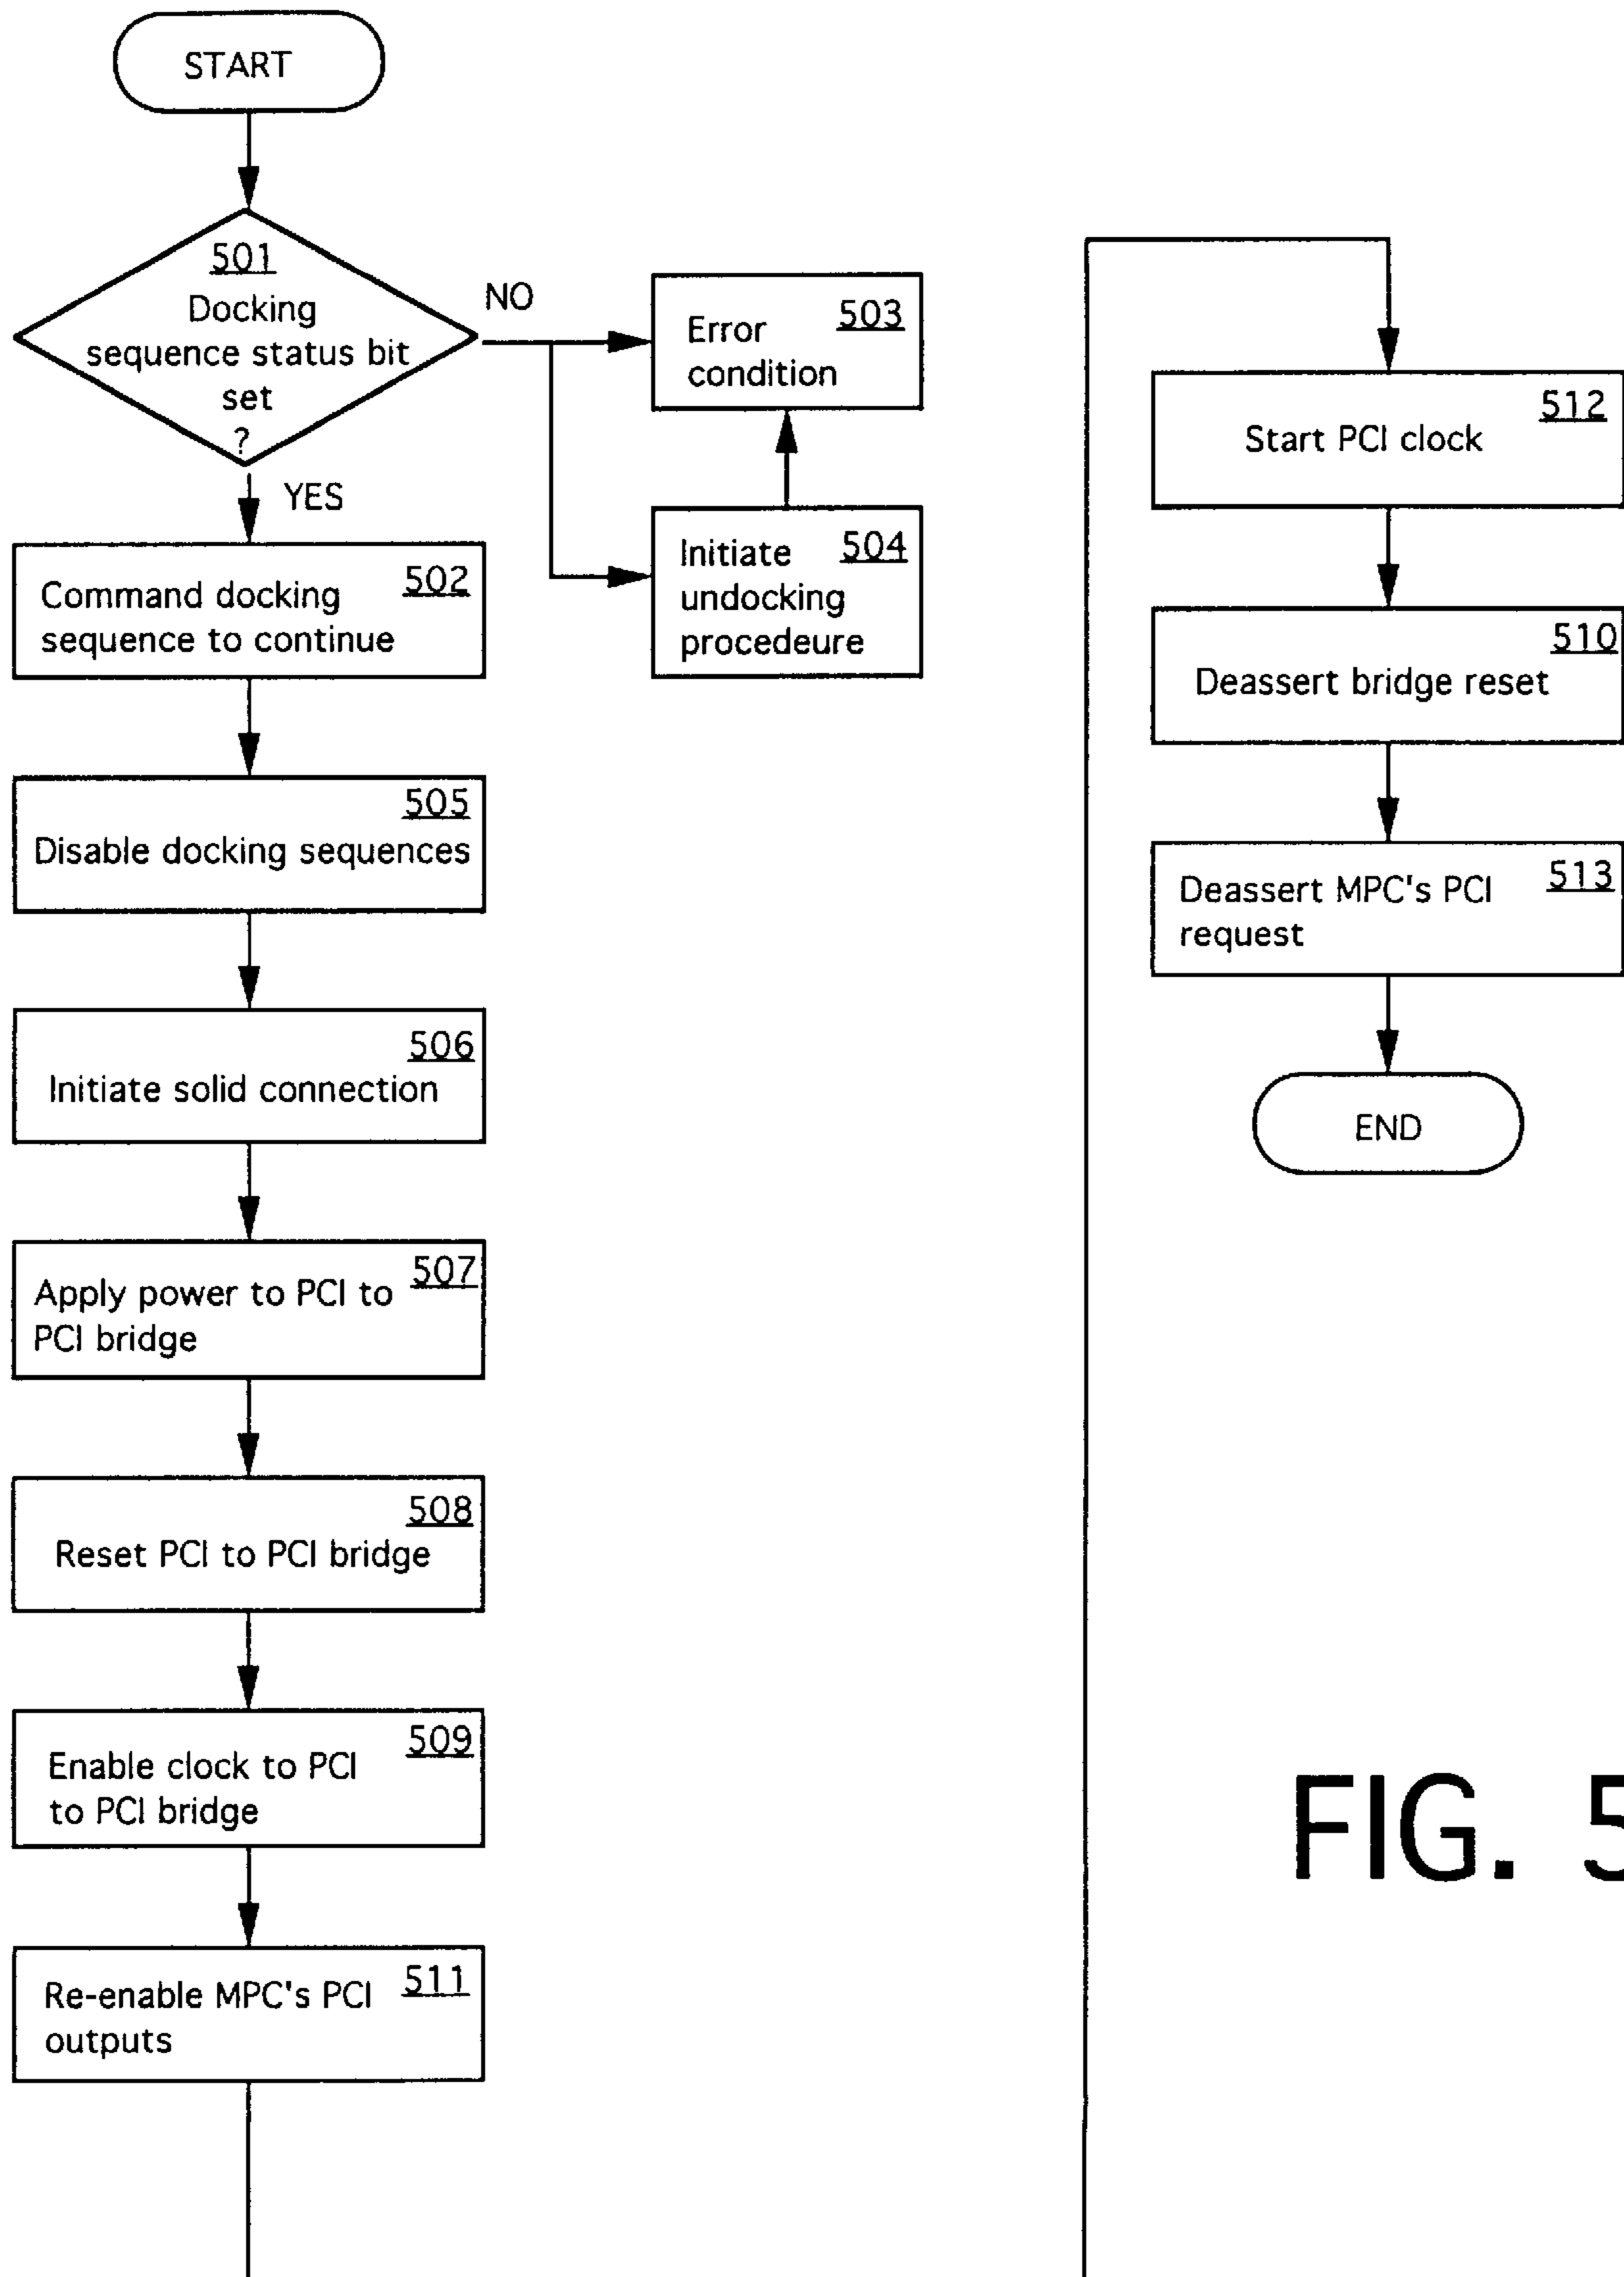 START
501
Docking
sequence status bit
set
?
NO
YES
Error
condition
503
Initiate
undocking
procedeure
504
Command docking
sequence to continue
502
505
Disable docking sequences
506
Initiate solid connection
507
Apply power to PCI to
PCI bridge
508
Reset PCI to PCI bridge
509
Enable clock to PCI
to PCI bridge
511
Re-enable MPC's PCI
outputs
512
Start PCI clock
510
Deassert bridge reset
513
Deassert MPC's PCI
request
END
FIG. 5